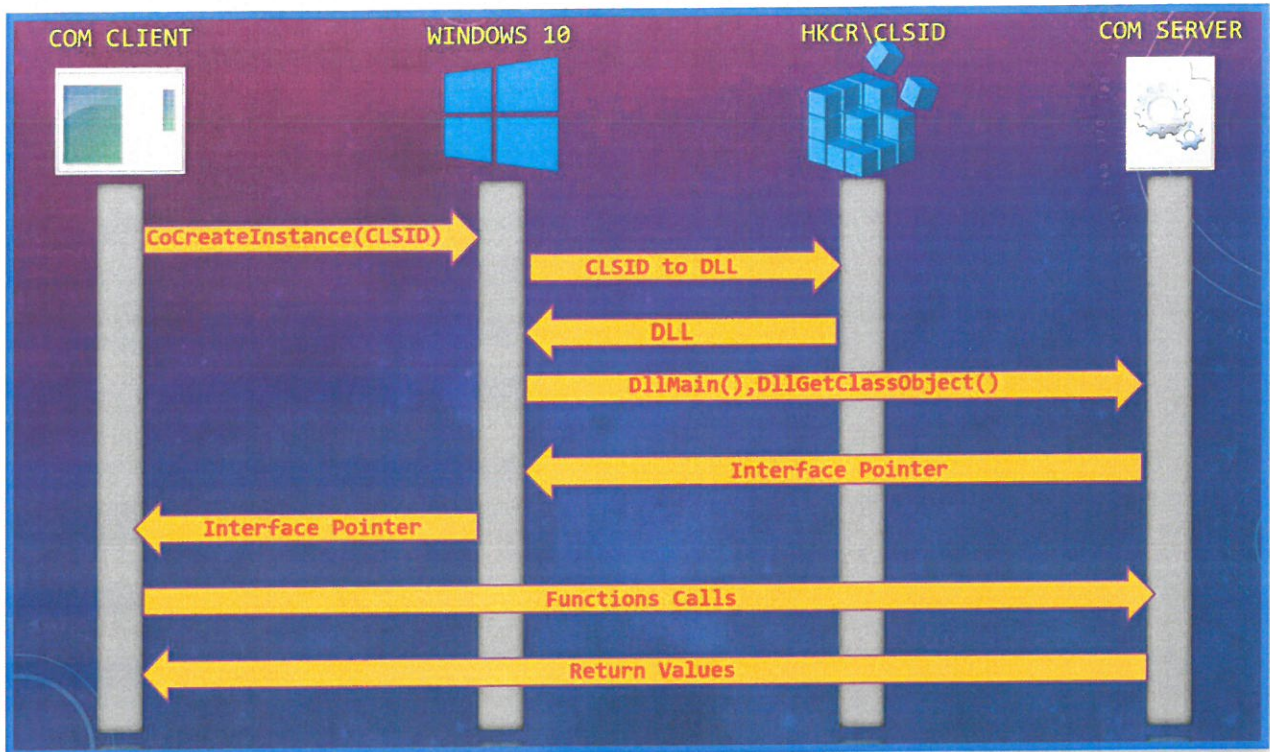 COM CLIENT
WINDOWS 10
HKCR\CLSID
COM SERVER
CoCreateInstance(CLSID)
CLSID to DLL
DLL
DllMain(),DllGetClassObject()
Interface Pointer
Interface Pointer
Functions Calls
Return Values